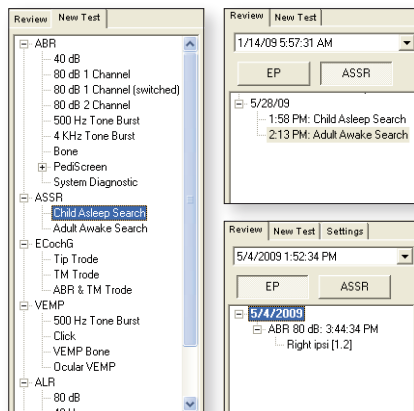 Review New Test
ABR
40 dB
80 dB 1 Channel
80 dB 1 Channel (switched)
80 dB 2 Channel
500 Hz Tone Burst
4 KHz Tone Burst
Bone
PediScreen
System Diagnostic
ASSR
Child Asleep Search
Adult Awake Search
ECochG
Tip Trode
TM Trode
ABR & TM Trode
VEMP
500 Hz Tone Burst
Click
VEMP Bone
Ocular VEMP
ALR
80 dB
Review New Test
1/14/09 5:57:31 AM
EP ASSR
5/28/09
1:58 PM: Child Asleep Search
2:13 PM: Adult Awake Search
Review New Test Settings
5/4/2009 1:52:34 PM
EP ASSR
5/4/2009
ABR 80 dB: 3:44:34 PM
Right ipsi [1.2]